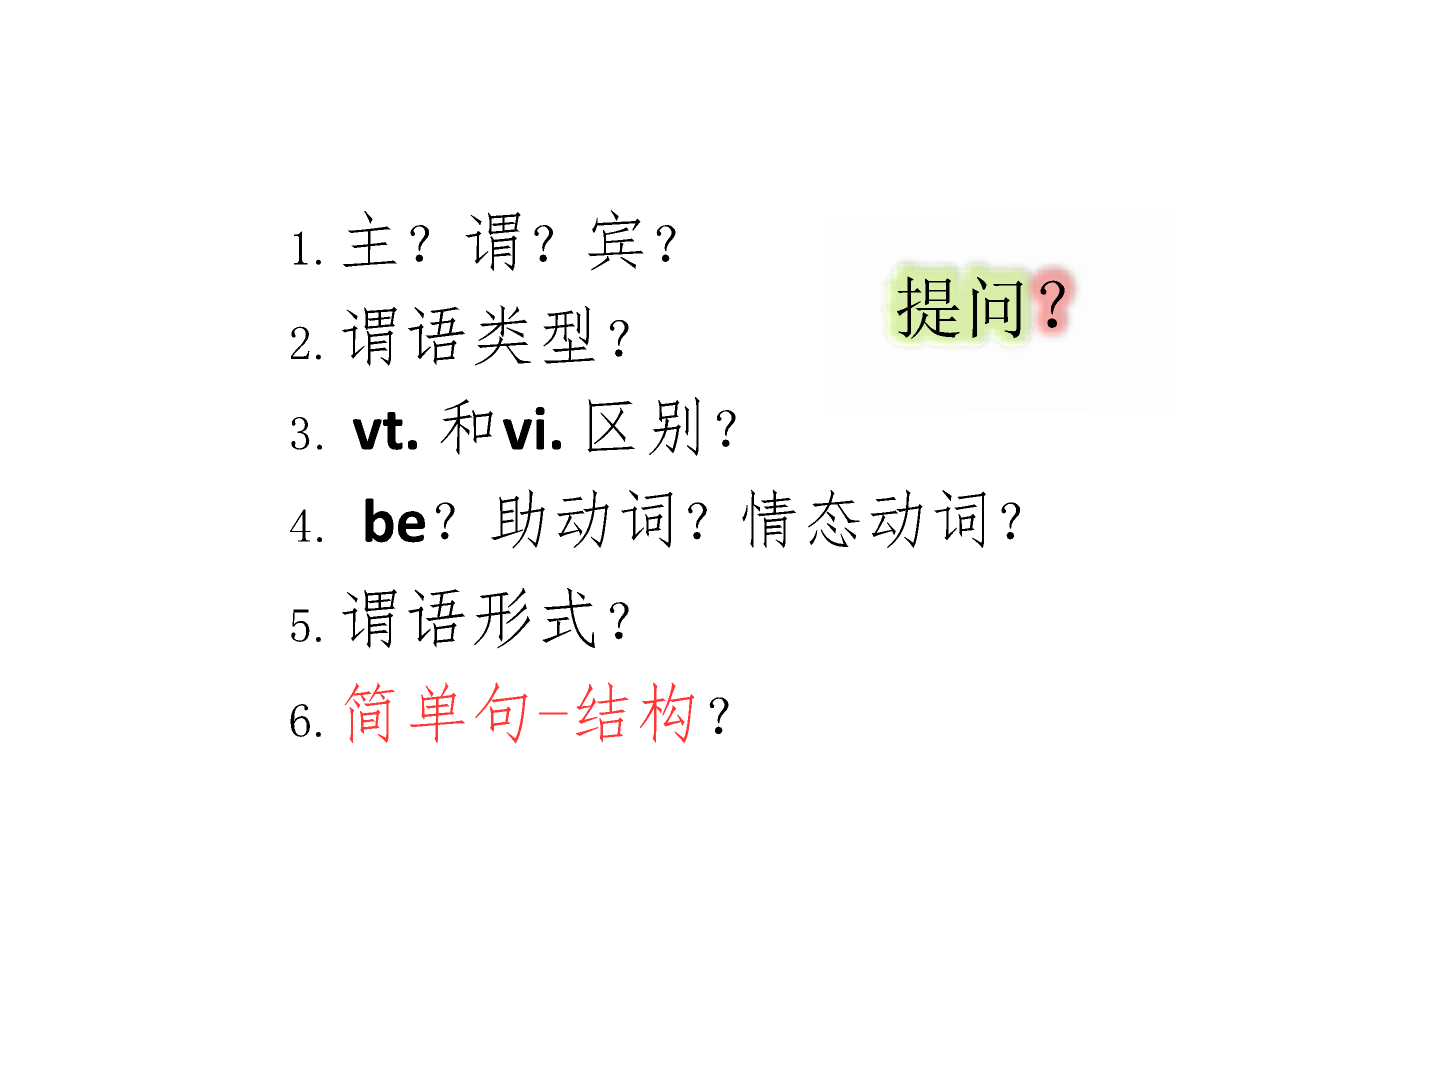 1. 主？谓？宾？
提问？
2. 谓语类型？
3. vt. 和vi. 区别？
4. be？助动词？情态动词？
5. 谓语形式？
6. 简单句-结构？